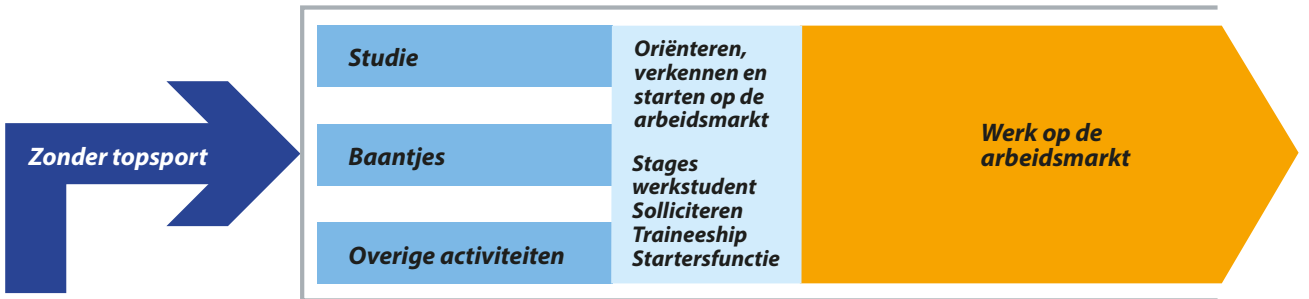 Zonder topsport
Studie
Baantjes
Overige activiteiten
Oriënteren,
verkennen en
starten op de
arbeidsmarkt
Stages
werkstudent
Solliciteren
Traineeship
Startersfunctie
Werk op de
arbeidsmarkt